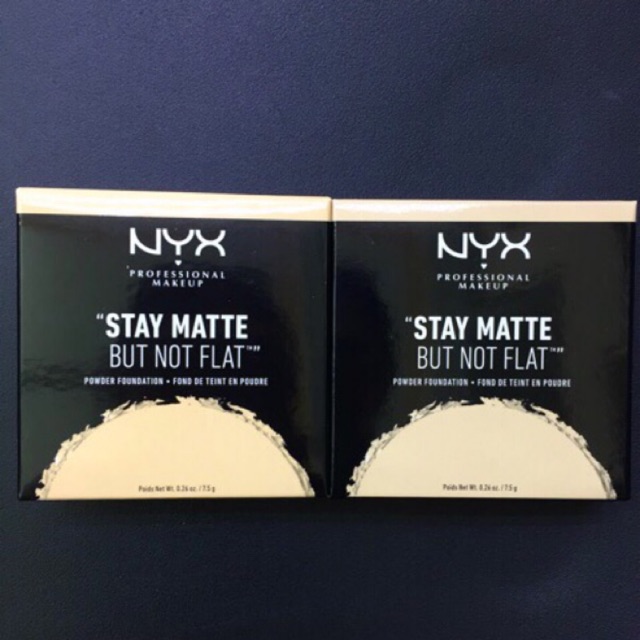 NYX
PROFESSIONAL
MAKEUP
"STAY MATTE
BUT NOT FLAT™"
POWDER FOUNDATION • FOND DE TEINT EN POUDRE
Poids Net Wt. 0.26 oz. / 7.5 g
NYX
PROFESSIONAL
MAKEUP
"STAY MATTE
BUT NOT FLAT™"
POWDER FOUNDATION • FOND DE TEINT EN POUDRE
Poids Net Wt. 0.26 oz. / 7.5 g